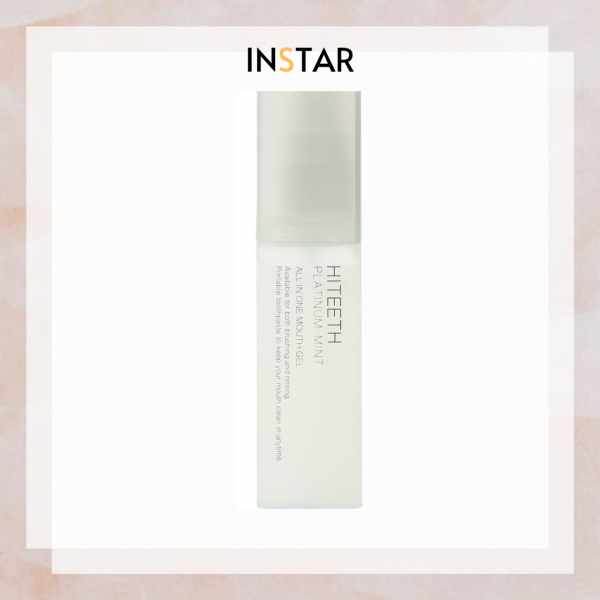 INSTAR
HITEETH
PLATINUM MINT
ALL IN ONE MOUTH GEL
Available for both brushing and rinsing.
Portable toothpaste to keep your mouth clean in anytime